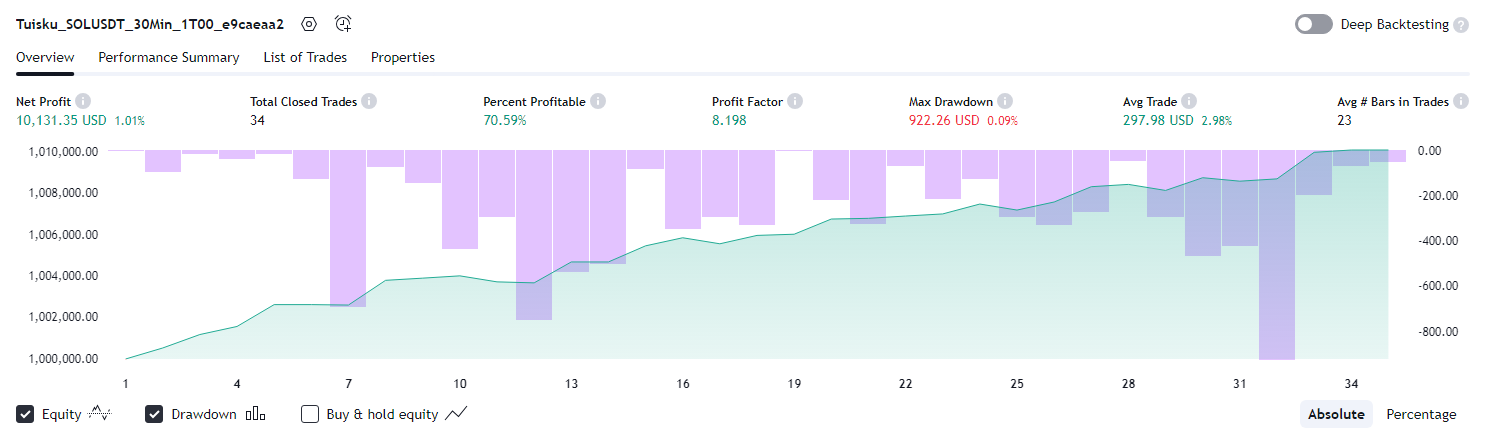 Tuisku_SOLUSDT_30Min_1T00_e9caeaa2 Deep Backtesting ?
Overview Performance Summary List of Trades Properties
Net Profit i Total Closed Trades i Percent Profitable i Profit Factor i Max Drawdown i Avg Trade i Avg # Bars in Trades i
10,131.35 USD 1.01% 34 70.59% 8.198 922.26 USD 0.09% 297.98 USD 2.98% 23
1,010,000.00 0.00
1,008,000.00 -200.00
1,006,000.00 -400.00
1,004,000.00 -600.00
1,002,000.00 -800.00
1,000,000.00
1 4 7 10 13 16 19 22 25 28 31 34
Equity Drawdown Buy & hold equity Absolute Percentage